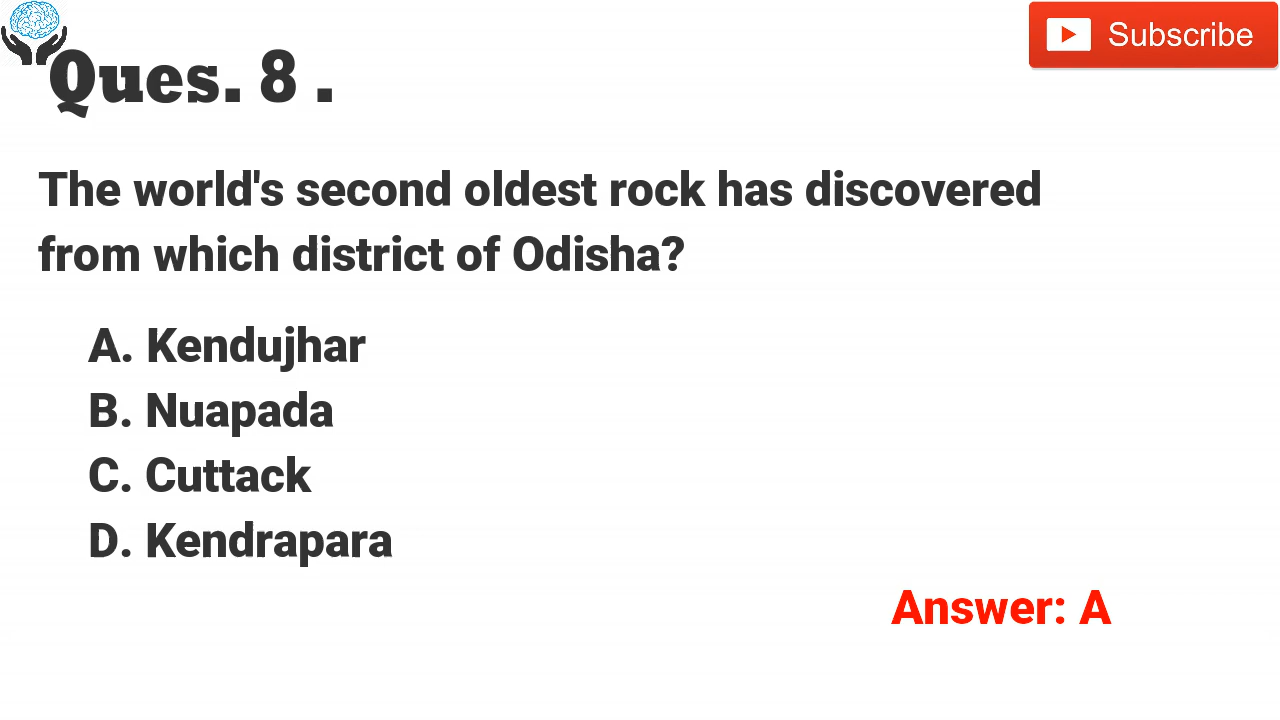 Subscribe
Ques. 8 .
The world's second oldest rock has discovered
from which district of Odisha?
A. Kendujhar
B. Nuapada
C. Cuttack
D. Kendrapara
Answer: A